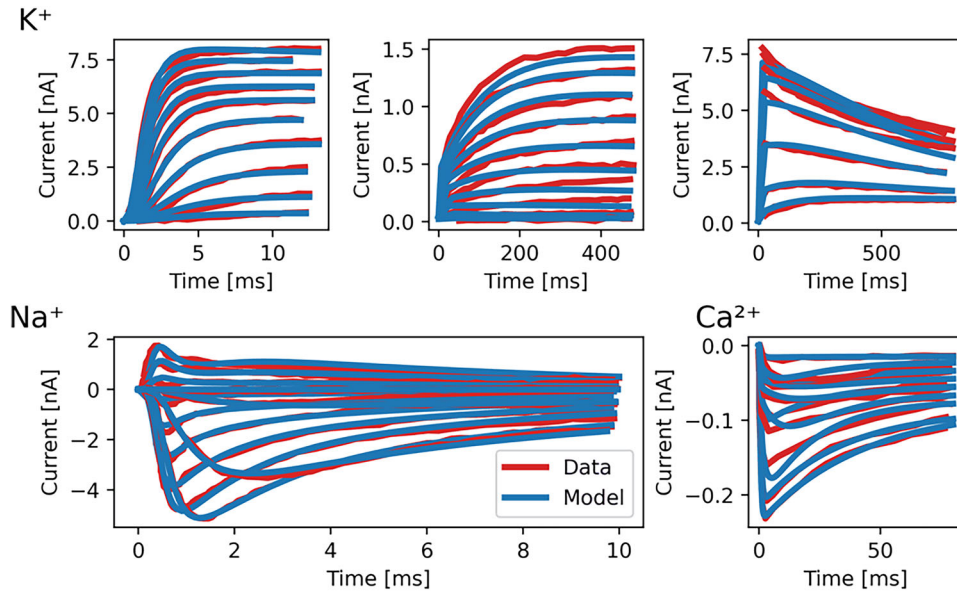 K⁺
7.5
5.0
2.5
0.0
Current [nA]
0
5
10
Time [ms]
1.5
1.0
0.5
0.0
Current [nA]
0
200
400
Time [ms]
7.5
5.0
2.5
0.0
Current [nA]
0
500
Time [ms]
Na⁺
2
0
−2
−4
Current [nA]
0
2
4
6
8
10
Time [ms]
Data
Model
Ca²⁺
0.0
−0.1
−0.2
Current [nA]
0
50
Time [ms]